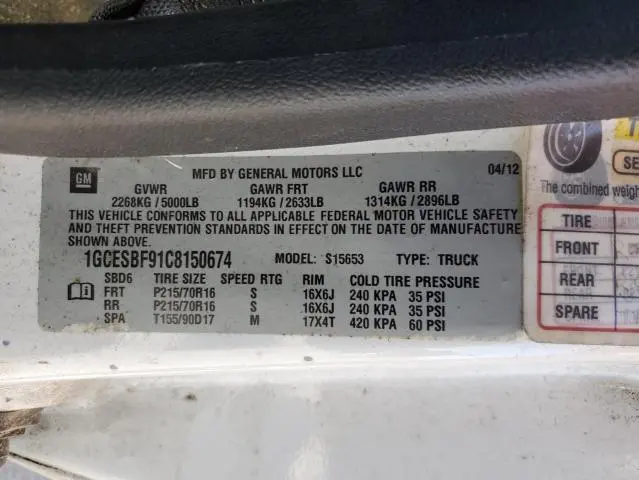 GM
MFD BY GENERAL MOTORS LLC 04/12
GVWR GAWR FRT GAWR RR
2268KG / 5000LB 1194KG / 2633LB 1314KG / 2896LB
THIS VEHICLE CONFORMS TO ALL APPLICABLE FEDERAL MOTOR VEHICLE SAFETY
AND THEFT PREVENTION STANDARDS IN EFFECT ON THE DATE OF MANUFACTURE
SHOWN ABOVE.
1GCESBF91C8150674 MODEL: S15653 TYPE: TRUCK
SBD6 TIRE SIZE SPEED RTG RIM COLD TIRE PRESSURE
FRT P215/70R16 S 16X6J 240 KPA 35 PSI
RR P215/70R16 S 16X6J 240 KPA 35 PSI
SPA T155/90D17 M 17X4T 420 KPA 60 PSI
The combined weight
TIRE
FRONT
REAR
SPARE